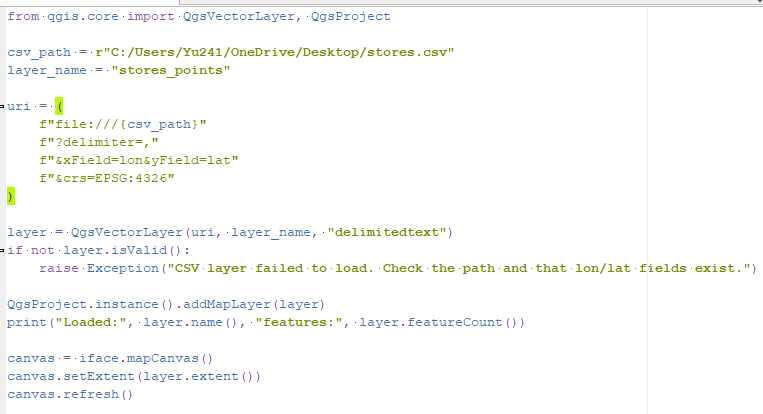 from qgis.core import QgsVectorLayer, QgsProject
csv_path = r"C:/Users/Yu241/OneDrive/Desktop/stores.csv"
layer_name = "stores_points"
uri = (
    f"file:///{csv_path}"
    f"?delimiter=,"
    f"&xField=lon&yField=lat"
    f"&crs=EPSG:4326"
)
layer = QgsVectorLayer(uri, layer_name, "delimitedtext")
if not layer.isValid():
    raise Exception("CSV layer failed to load. Check the path and that lon/lat fields exist.")
QgsProject.instance().addMapLayer(layer)
print("Loaded:", layer.name(), "features:", layer.featureCount())
canvas = iface.mapCanvas()
canvas.setExtent(layer.extent())
canvas.refresh()